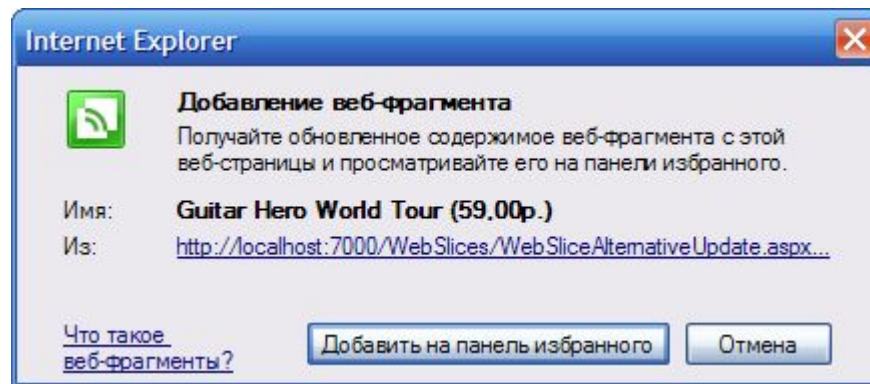 Internet Explorer
Добавление веб-фрагмента
Получайте обновленное содержимое веб-фрагмента с этой
веб-страницы и просматривайте его на панели избранного.
Имя: Guitar Hero World Tour (59,00р.)
Из: http://localhost:7000/WebSlices/WebSliceAlternativeUpdate.aspx...
Что такое
веб-фрагменты?
Добавить на панель избранного
Отмена